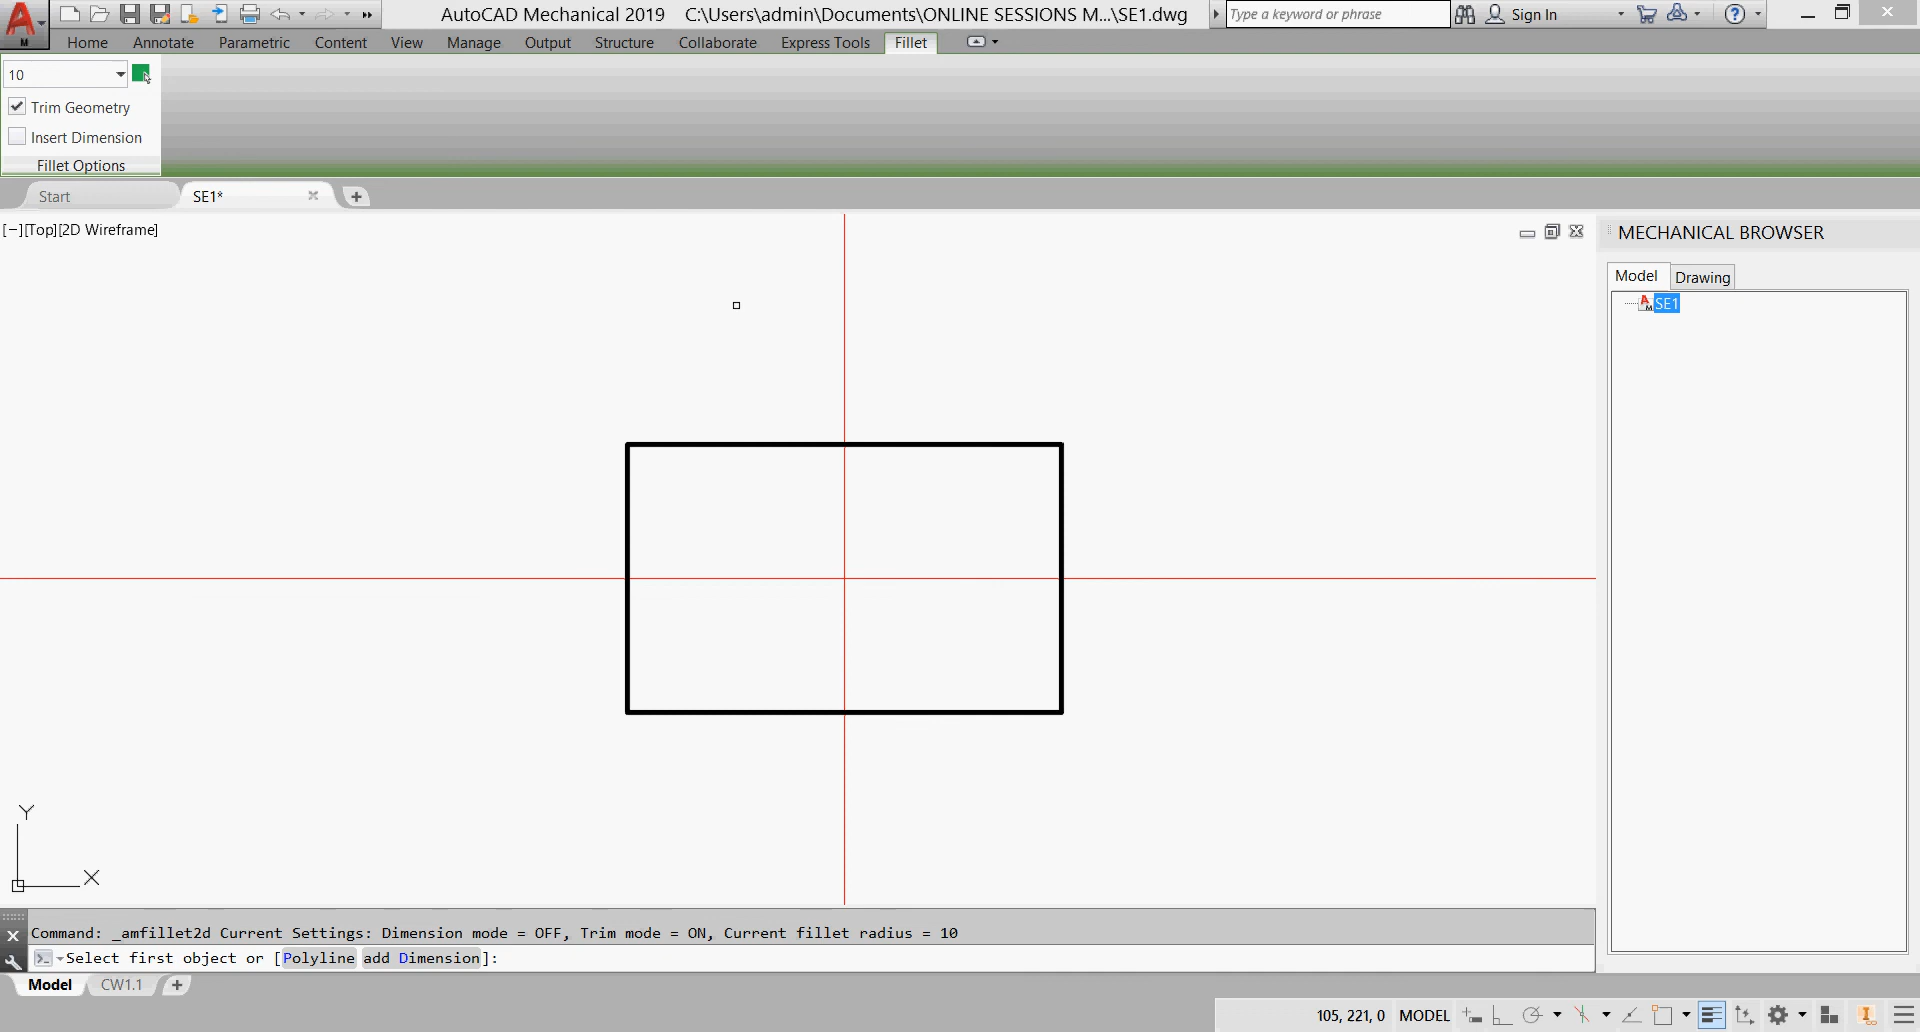 AutoCAD Mechanical 2019 C:\Users\admin\Documents\ONLINE SESSIONS M...\SE1.dwg
Type a keyword or phrase
Sign In
Home Annotate Parametric Content View Manage Output Structure Collaborate Express Tools Fillet
10
Trim Geometry
Insert Dimension
Fillet Options
Start SE1*
[−][Top][2D Wireframe]
MECHANICAL BROWSER
Model Drawing
SE1
Y
X
Command: _amfillet2d Current Settings: Dimension mode = OFF, Trim mode = ON, Current fillet radius = 10
Select first object or [Polyline add Dimension]:
Model CW1.1
105, 221, 0 MODEL